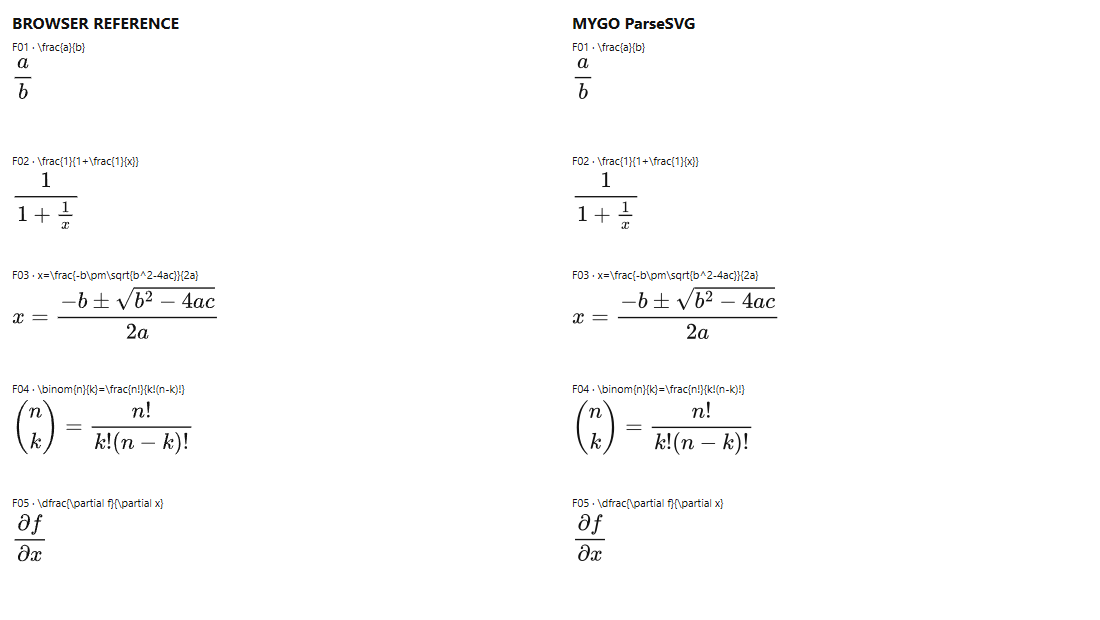 BROWSER REFERENCE
F01 · \frac{a}{b}
a
b
F02 · \frac{1}{1+\frac{1}{x}}
1
1 + 1/x
F03 · x=\frac{-b\pm\sqrt{b^2-4ac}}{2a}
−b ± √b² − 4ac
x =
2a
F04 · \binom{n}{k}=\frac{n!}{k!(n-k)!}
(n k) = n!
k!(n − k)!
F05 · \dfrac{\partial f}{\partial x}
∂f
∂x
MYGO ParseSVG
F01 · \frac{a}{b}
a
b
F02 · \frac{1}{1+\frac{1}{x}}
1
1 + 1/x
F03 · x=\frac{-b\pm\sqrt{b^2-4ac}}{2a}
−b ± √b² − 4ac
x =
2a
F04 · \binom{n}{k}=\frac{n!}{k!(n-k)!}
(n k) = n!
k!(n − k)!
F05 · \dfrac{\partial f}{\partial x}
∂f
∂x